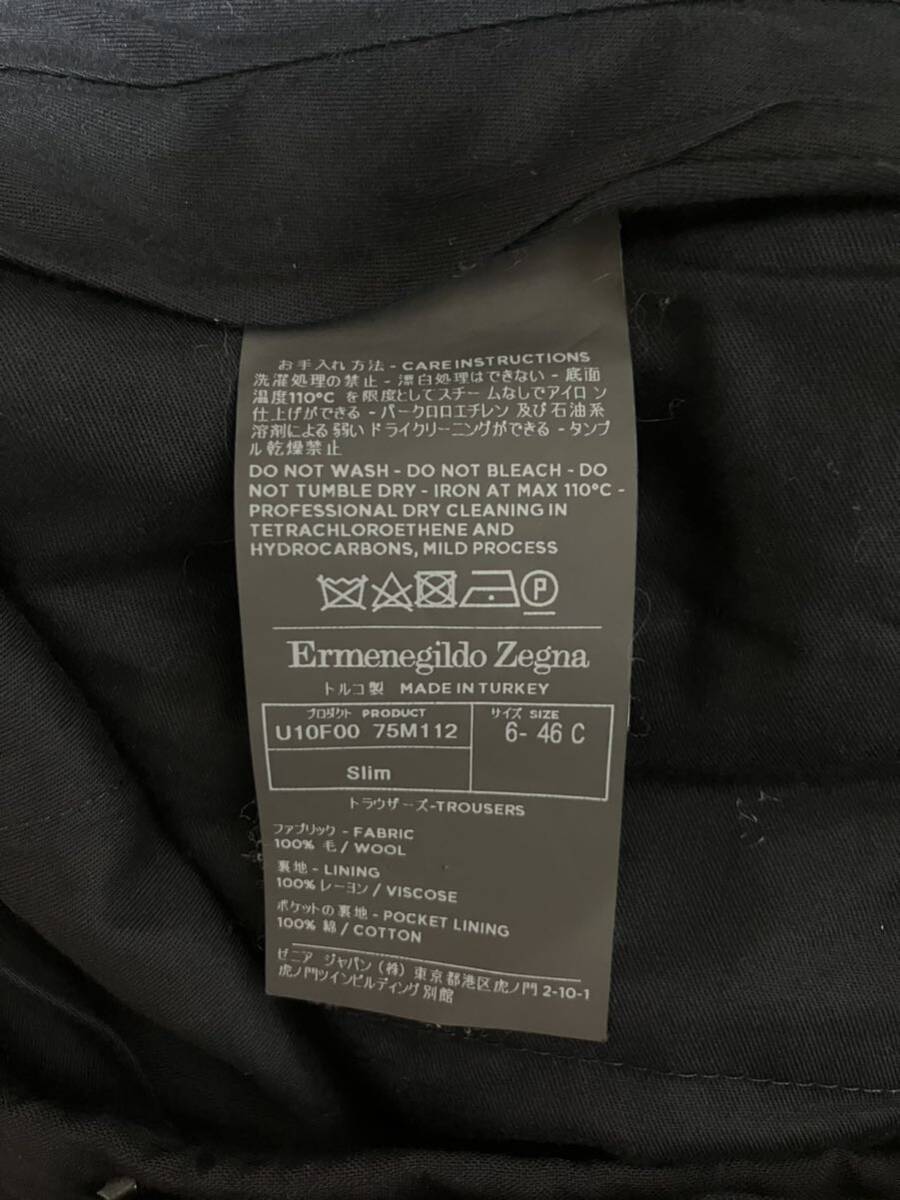 お手入れ方法 - CARE INSTRUCTIONS
洗濯処理の禁止 - 漂白処理はできない - 底面
温度110°C を限度としてスチームなしでアイロン
仕上げができる - パークロロエチレン 及び石油系
溶剤による弱い ドライクリーニングができる - タンブ
ル乾燥禁止
DO NOT WASH - DO NOT BLEACH - DO
NOT TUMBLE DRY - IRON AT MAX 110°C -
PROFESSIONAL DRY CLEANING IN
TETRACHLOROETHENE AND
HYDROCARBONS, MILD PROCESS
P
Ermenegildo Zegna
トルコ製 MADE IN TURKEY
プロダクト PRODUCT
U10F00 75M112
Slim
サイズ SIZE
6- 46 C
トラウザーズ-TROUSERS
ファブリック - FABRIC
100% 毛 / WOOL
裏地 - LINING
100% レーヨン / VISCOSE
ポケットの裏地 - POCKET LINING
100% 綿 / COTTON
ゼニア ジャパン (株) 東京都港区虎ノ門 2-10-1
虎ノ門ツインビルディング 別館